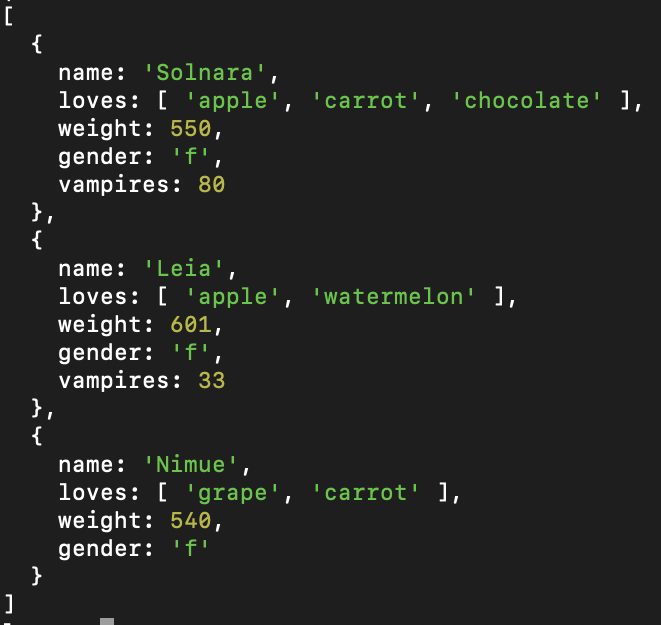 [
  {
    name: 'Solnara',
    loves: [ 'apple', 'carrot', 'chocolate' ],
    weight: 550,
    gender: 'f',
    vampires: 80
  },
  {
    name: 'Leia',
    loves: [ 'apple', 'watermelon' ],
    weight: 601,
    gender: 'f',
    vampires: 33
  },
  {
    name: 'Nimue',
    loves: [ 'grape', 'carrot' ],
    weight: 540,
    gender: 'f'
  }
]